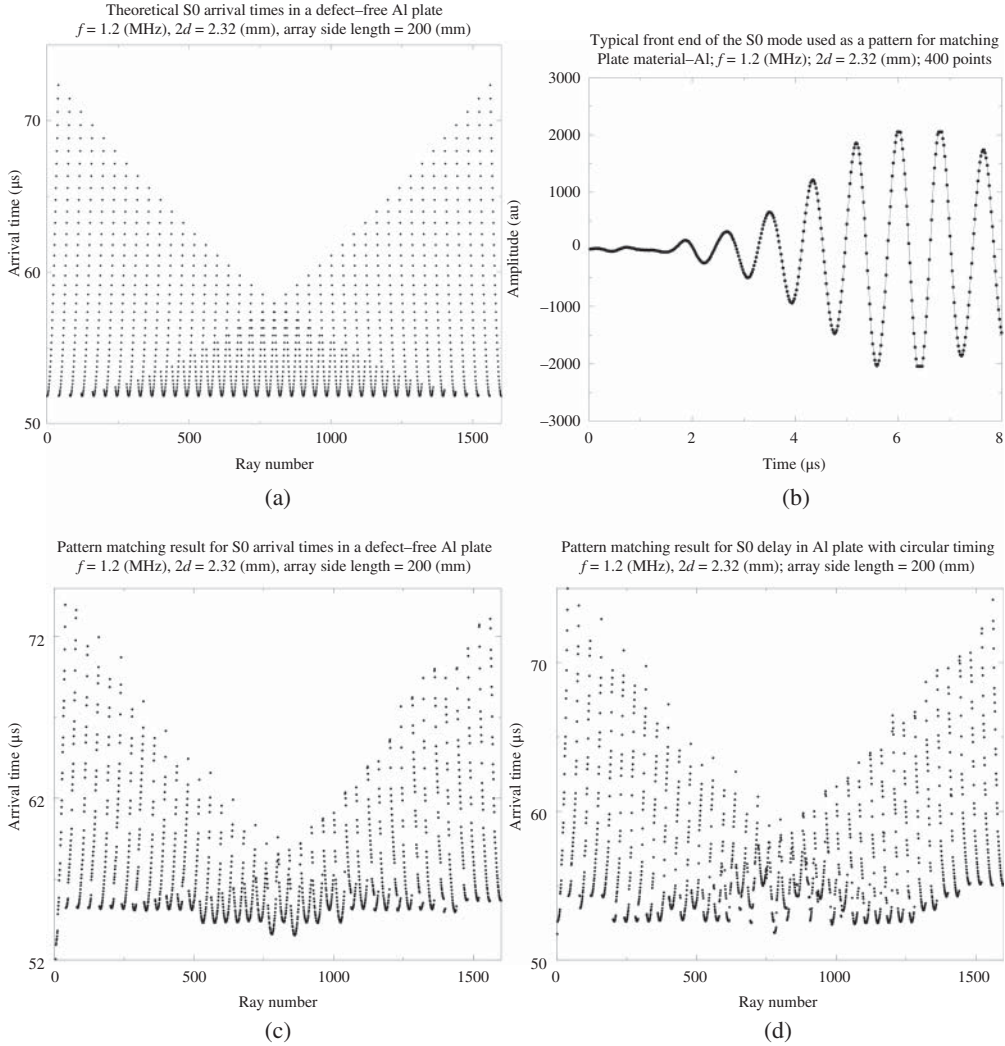 Theoretical S0 arrival times in a defect–free Al plate
f = 1.2 (MHz), 2d = 2.32 (mm), array side length = 200 (mm)
70
60
50
Arrival time (µs)
0
500
1000
1500
Ray number
(a)
Typical front end of the S0 mode used as a pattern for matching
Plate material–Al; f = 1.2 (MHz); 2d = 2.32 (mm); 400 points
3000
2000
1000
0
−1000
−2000
−3000
Amplitude (au)
0
2
4
6
8
Time (µs)
(b)
Pattern matching result for S0 arrival times in a defect–free Al plate
f = 1.2 (MHz), 2d = 2.32 (mm), array side length = 200 (mm)
72
62
52
Arrival time (µs)
0
500
1000
1500
Ray number
(c)
Pattern matching result for S0 delay in Al plate with circular timing
f = 1.2 (MHz), 2d = 2.32 (mm); array side length = 200 (mm)
70
60
50
Arrival time (µs)
0
500
1000
1500
Ray number
(d)